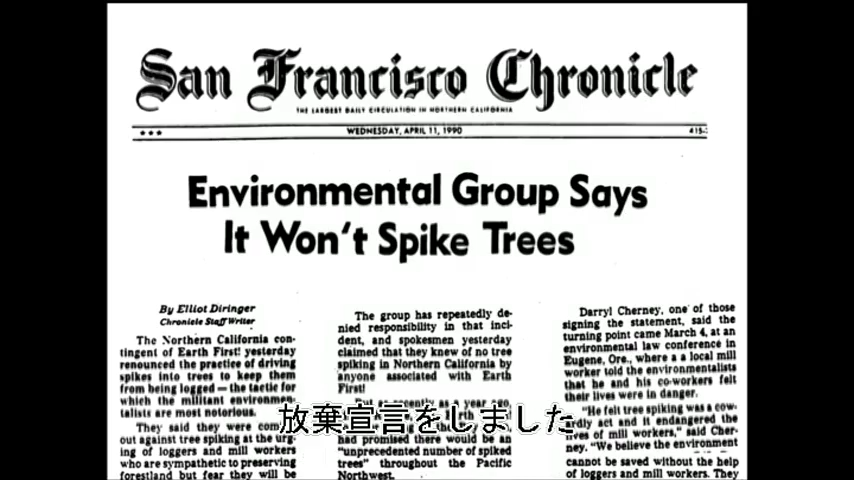 San Francisco Chronicle
THE LARGEST DAILY CIRCULATION IN NORTHERN CALIFORNIA
★★★ WEDNESDAY, APRIL 11, 1990 415-
Environmental Group Says
It Won't Spike Trees
By Elliot Diringer
Chronicle Staff Writer
The Northern California con-
tingent of Earth First! yesterday
renounced the practice of driving
spikes into trees to keep them
from being logged — the tactic for
which the militant environmen-
talists are most notorious.
They said they were
out against tree spiking at the urg-
ing of loggers and mill workers
who are sympathetic to preserving
forestland but fear they will be
The group has repeatedly de-
nied responsibility in that inci-
dent, and spokesmen yesterday
claimed that they knew of no tree
spiking in Northern California by
anyone associated with Earth
First!
But as recently as a year ago,
had promised there would be an
"unprecedented number of spiked
trees" throughout the Pacific
Northwest.
Darryl Cherney, one of those
signing the statement, said the
turning point came March 4, at an
environmental law conference in
Eugene, Ore., where a a local mill
worker told the environmentalists
that he and his co-workers felt
their lives were in danger.
"He felt tree spiking was a cow-
ardly act and it endangered the
lives of mill workers," said Cher-
ney. "We believe the environment
cannot be saved without the help
of loggers and mill workers. They
放棄宣言をしました